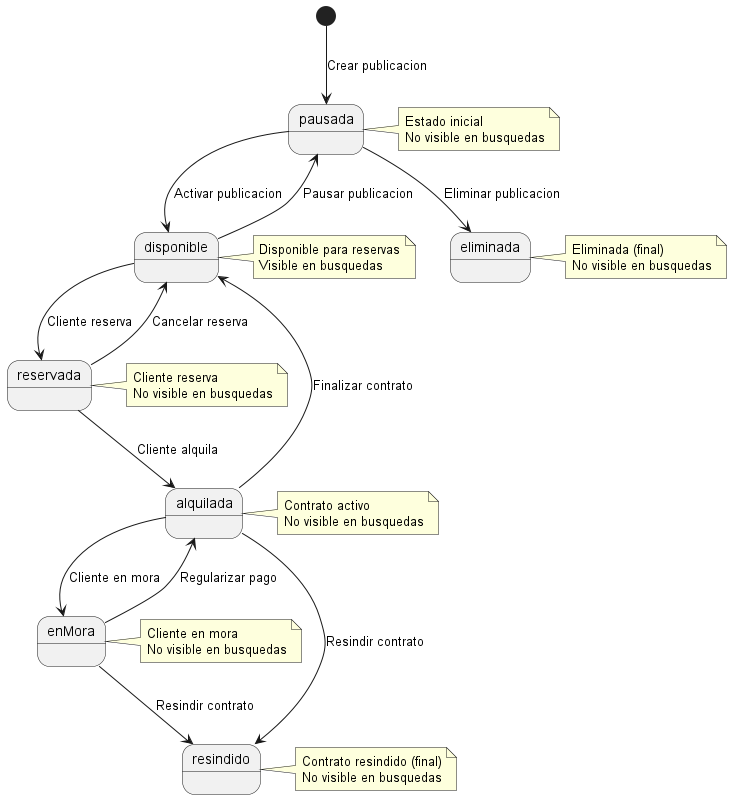 Crear publicacion
pausada
Estado inicial
No visible en busquedas
Activar publicacion
Pausar publicacion
Eliminar publicacion
disponible
Disponible para reservas
Visible en busquedas
eliminada
Eliminada (final)
No visible en busquedas
Cliente reserva
Cancelar reserva
reservada
Cliente reserva
No visible en busquedas
Finalizar contrato
Cliente alquila
alquilada
Contrato activo
No visible en busquedas
Cliente en mora
Regularizar pago
enMora
Cliente en mora
No visible en busquedas
Resindir contrato
Resindir contrato
resindido
Contrato resindido (final)
No visible en busquedas